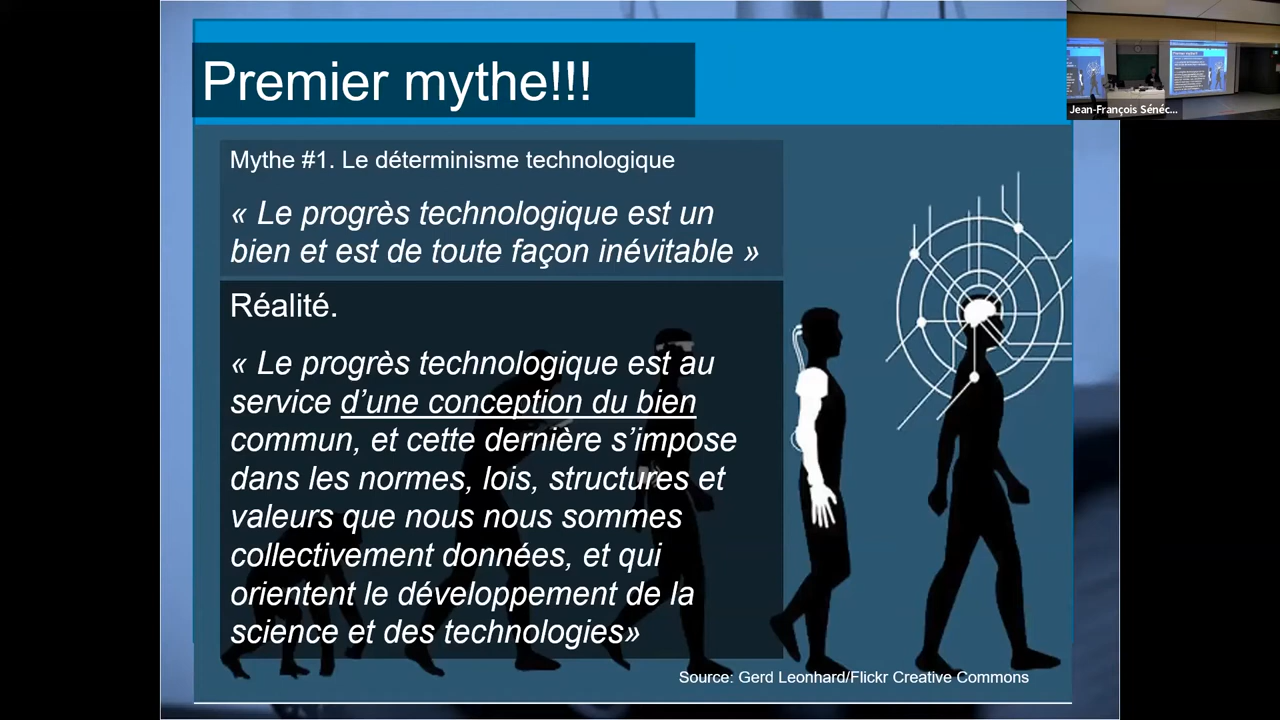 Premier mythe!!!
Jean-François Sénéc...
Mythe #1. Le déterminisme technologique
« Le progrès technologique est un
bien et est de toute façon inévitable »
Réalité.
« Le progrès technologique est au
service d’une conception du bien
commun, et cette dernière s’impose
dans les normes, lois, structures et
valeurs que nous nous sommes
collectivement données, et qui
orientent le développement de la
science et des technologies»
Source: Gerd Leonhard/Flickr Creative Commons